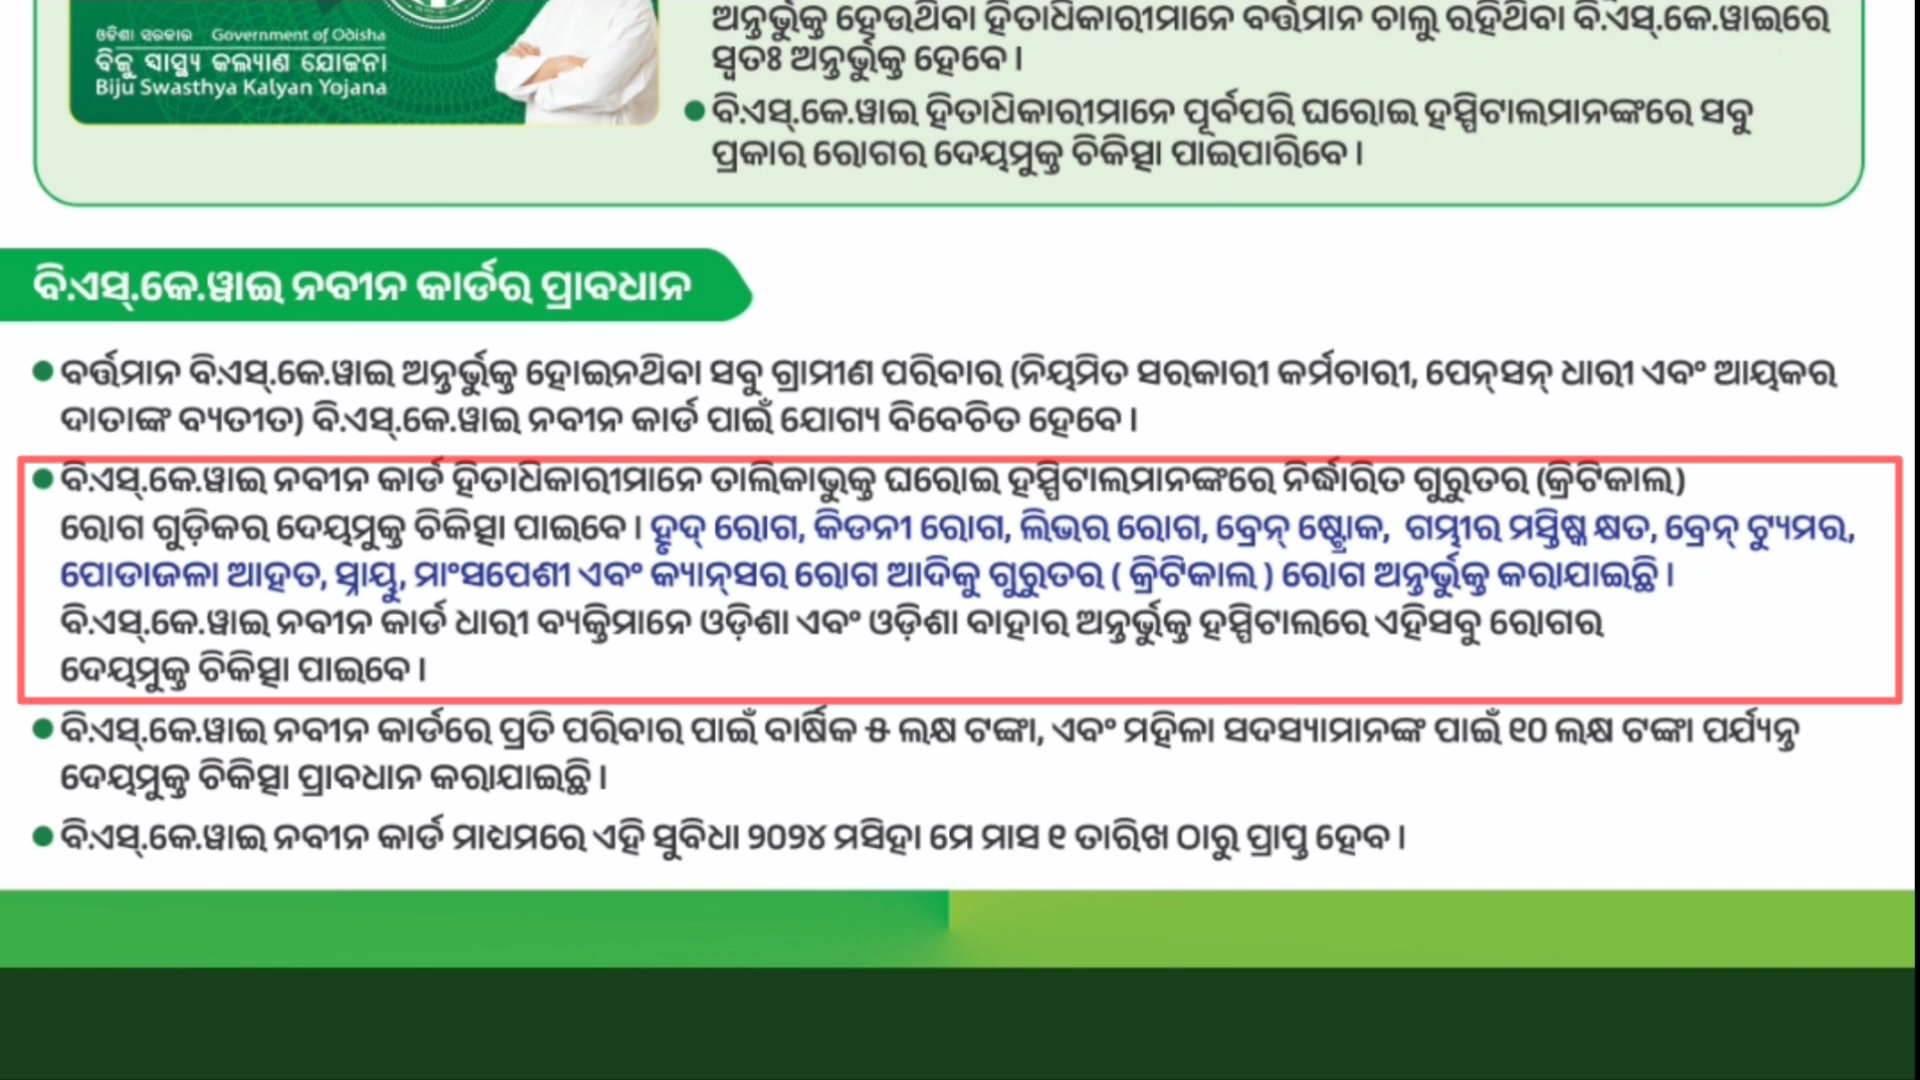 ଓଡିଶା ସରକାର Government of Odisha
ବିଜୁ ସ୍ୱାସ୍ଥ୍ୟ କଲ୍ୟାଣ ଯୋଜନା
Biju Swasthya Kalyan Yojana
ଅନ୍ତର୍ଭୁକ୍ତ ହେଉଥିବା ହିତାଧିକାରୀମାନେ ବର୍ତ୍ତମାନ ଚାଲୁ ରହିଥିବା ବି.ଏସ୍.କେ.ୱାଇରେ
ସ୍ୱତଃ ଅନ୍ତର୍ଭୁକ୍ତ ହେବେ ।
ବି.ଏସ୍.କେ.ୱାଇ ହିତାଧିକାରୀମାନେ ପୂର୍ବପରି ଘରୋଇ ହସ୍ପିଟାଲମାନଙ୍କରେ ସବୁ
ପ୍ରକାର ରୋଗର ଦେୟମୁକ୍ତ ଚିକିତ୍ସା ପାଇପାରିବେ ।
ବି.ଏସ୍.କେ.ୱାଇ ନବୀନ କାର୍ଡର ପ୍ରାବଧାନ
ବର୍ତ୍ତମାନ ବି.ଏସ୍.କେ.ୱାଇ ଅନ୍ତର୍ଭୁକ୍ତ ହୋଇନଥିବା ସବୁ ଗ୍ରାମୀଣ ପରିବାର (ନିୟମିତ ସରକାରୀ କର୍ମଚାରୀ, ପେନ୍‌ସନ୍ ଧାରୀ ଏବଂ ଆୟକର
ଦାତାଙ୍କ ବ୍ୟତୀତ) ବି.ଏସ୍.କେ.ୱାଇ ନବୀନ କାର୍ଡ ପାଇଁ ଯୋଗ୍ୟ ବିବେଚିତ ହେବେ ।
ବି.ଏସ୍.କେ.ୱାଇ ନବୀନ କାର୍ଡ ହିତାଧିକାରୀମାନେ ତାଲିକାଭୁକ୍ତ ଘରୋଇ ହସ୍ପିଟାଲମାନଙ୍କରେ ନିର୍ଦ୍ଧାରିତ ଗୁରୁତର (କ୍ରିଟିକାଲ)
ରୋଗ ଗୁଡ଼ିକର ଦେୟମୁକ୍ତ ଚିକିତ୍ସା ପାଇବେ । ହୃଦ୍ ରୋଗ, କିଡନୀ ରୋଗ, ଲିଭର ରୋଗ, ବ୍ରେନ୍ ଷ୍ଟ୍ରୋକ, ଗମ୍ଭୀର ମସ୍ତିଷ୍କ କ୍ଷତ, ବ୍ରେନ୍ ଟ୍ୟୁମର,
ପୋଡାଜଳା ଆହତ, ସ୍ନାୟୁ, ମାଂସପେଶୀ ଏବଂ କ୍ୟାନ୍‌ସର ରୋଗ ଆଦିକୁ ଗୁରୁତର ( କ୍ରିଟିକାଲ ) ରୋଗ ଅନ୍ତର୍ଭୁକ୍ତ କରାଯାଇଛି ।
ବି.ଏସ୍.କେ.ୱାଇ ନବୀନ କାର୍ଡ ଧାରୀ ବ୍ୟକ୍ତିମାନେ ଓଡ଼ିଶା ଏବଂ ଓଡ଼ିଶା ବାହାର ଅନ୍ତର୍ଭୁକ୍ତ ହସ୍ପିଟାଲରେ ଏହିସବୁ ରୋଗର
ଦେୟମୁକ୍ତ ଚିକିତ୍ସା ପାଇବେ ।
ବି.ଏସ୍.କେ.ୱାଇ ନବୀନ କାର୍ଡରେ ପ୍ରତି ପରିବାର ପାଇଁ ବାର୍ଷିକ ୫ ଲକ୍ଷ ଟଙ୍କା, ଏବଂ ମହିଳା ସଦସ୍ୟାମାନଙ୍କ ପାଇଁ ୧୦ ଲକ୍ଷ ଟଙ୍କା ପର୍ଯ୍ୟନ୍ତ
ଦେୟମୁକ୍ତ ଚିକିତ୍ସା ପ୍ରାବଧାନ କରାଯାଇଛି ।
ବି.ଏସ୍.କେ.ୱାଇ ନବୀନ କାର୍ଡ ମାଧ୍ୟମରେ ଏହି ସୁବିଧା ୨୦୨୪ ମସିହା ମେ ମାସ ୧ ତାରିଖ ଠାରୁ ପ୍ରାପ୍ତ ହେବ ।